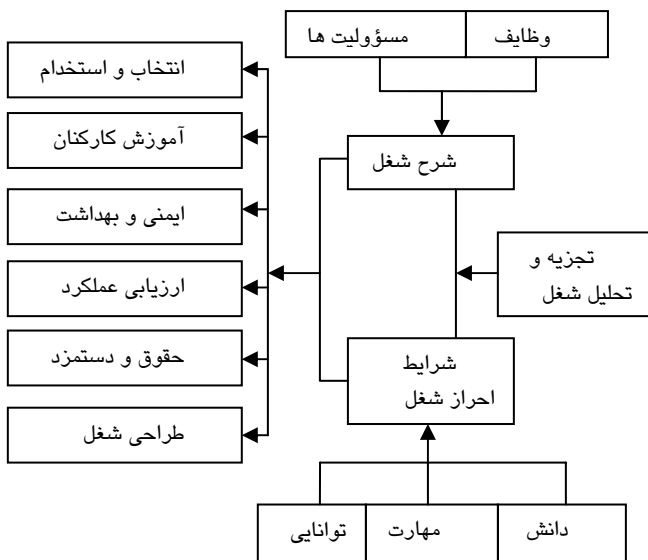 وظایف
مسؤولیت ها
شرح شغل
تجزیه و
تحلیل شغل
شرایط
احراز شغل
دانش
مهارت
توانایی
انتخاب و استخدام
آموزش کارکنان
ایمنی و بهداشت
ارزیابی عملکرد
حقوق و دستمزد
طراحی شغل